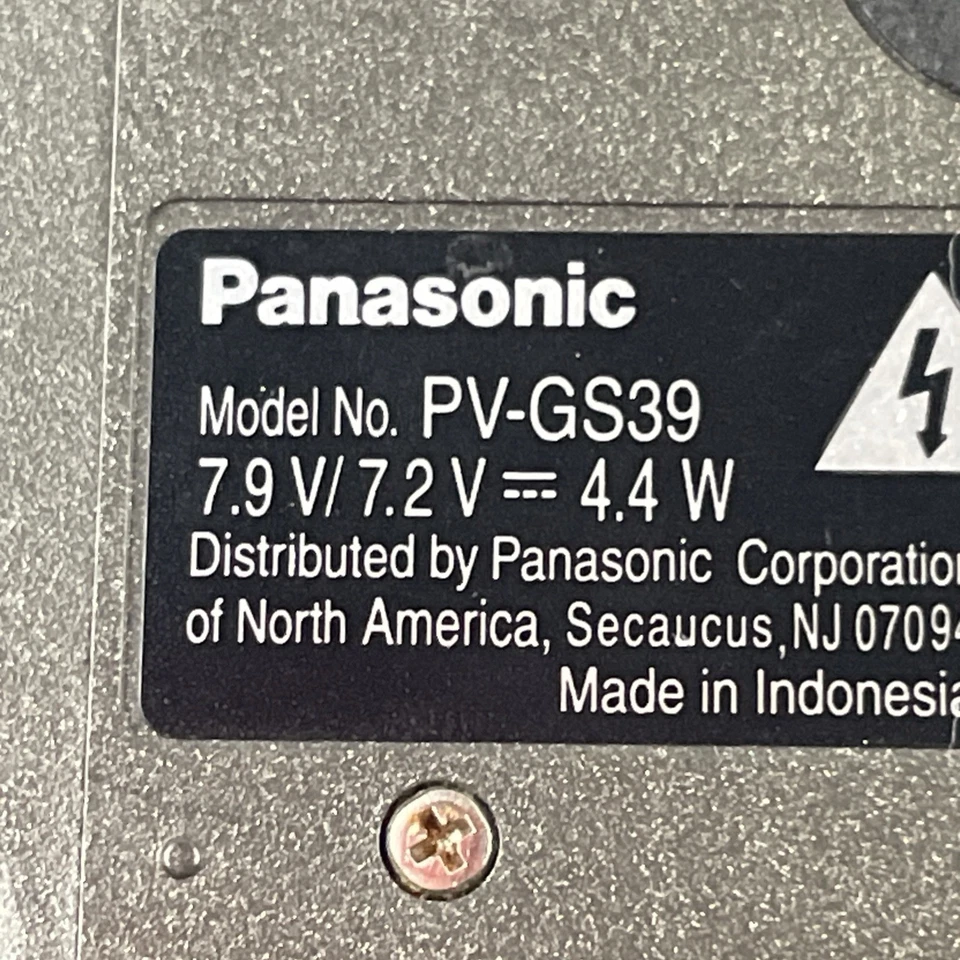 Panasonic
Model No. PV-GS39
7.9 V/ 7.2 V ⎓ 4.4 W
Distributed by Panasonic Corporation
of North America, Secaucus, NJ 07094
Made in Indonesia